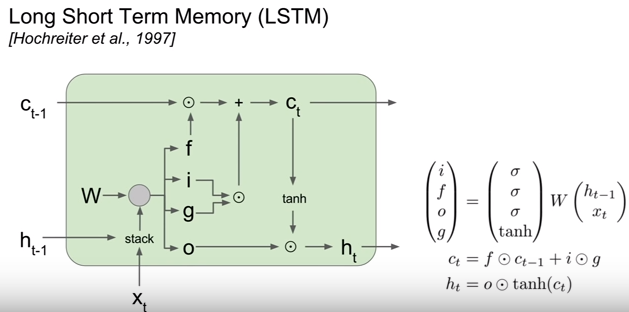 Long Short Term Memory (LSTM)
[Hochreiter et al., 1997]
c_{t-1} ⊙ + c_t
f
W i ⊙ tanh
g
h_{t-1} stack o ⊙ h_t
x_t
(i f o g) = (σ σ σ tanh) W (h_{t-1} x_t)
c_t = f ⊙ c_{t-1} + i ⊙ g
h_t = o ⊙ tanh(c_t)